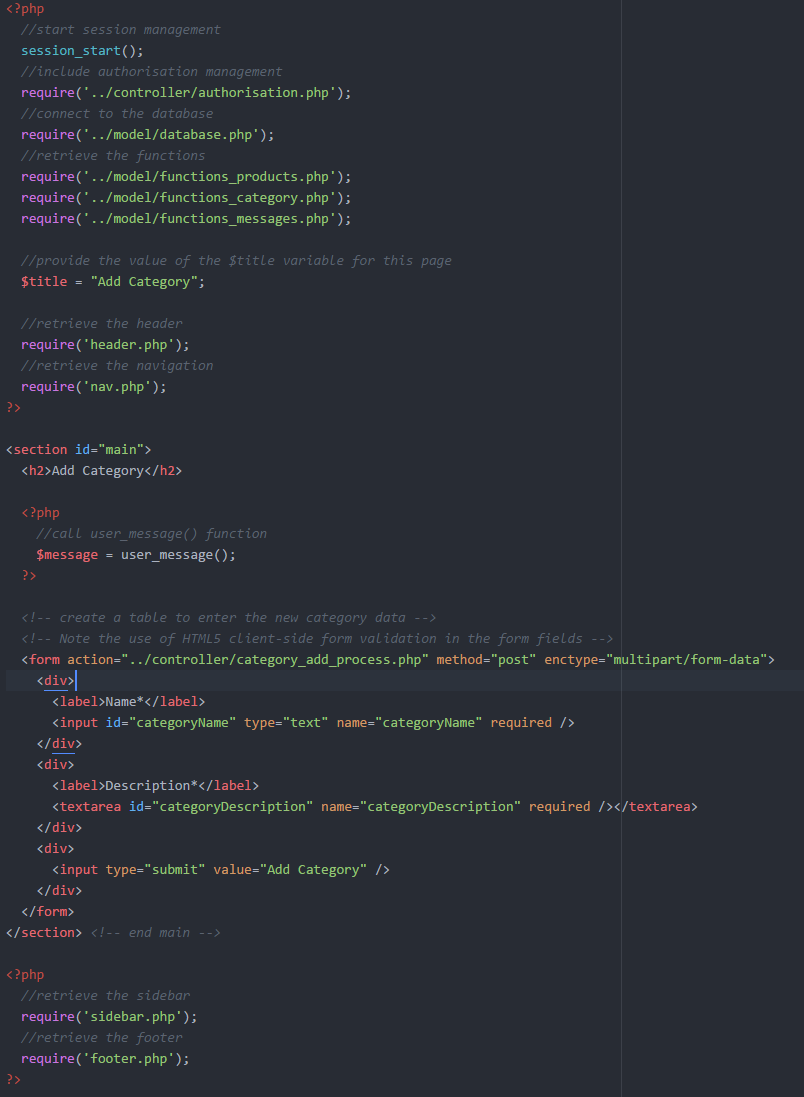 <?php
//start session management
session_start();
//include authorisation management
require('../controller/authorisation.php');
//connect to the database
require('../model/database.php');
//retrieve the functions
require('../model/functions_products.php');
require('../model/functions_category.php');
require('../model/functions_messages.php');
//provide the value of the $title variable for this page
$title = "Add Category";
//retrieve the header
require('header.php');
//retrieve the navigation
require('nav.php');
?>
<section id="main">
<h2>Add Category</h2>
<?php
//call user_message() function
$message = user_message();
?>
<!-- create a table to enter the new category data -->
<!-- Note the use of HTML5 client-side form validation in the form fields -->
<form action="../controller/category_add_process.php" method="post" enctype="multipart/form-data">
<div>
<label>Name*</label>
<input id="categoryName" type="text" name="categoryName" required />
</div>
<div>
<label>Description*</label>
<textarea id="categoryDescription" name="categoryDescription" required /></textarea>
</div>
<div>
<input type="submit" value="Add Category" />
</div>
</form>
</section> <!-- end main -->
<?php
//retrieve the sidebar
require('sidebar.php');
//retrieve the footer
require('footer.php');
?>